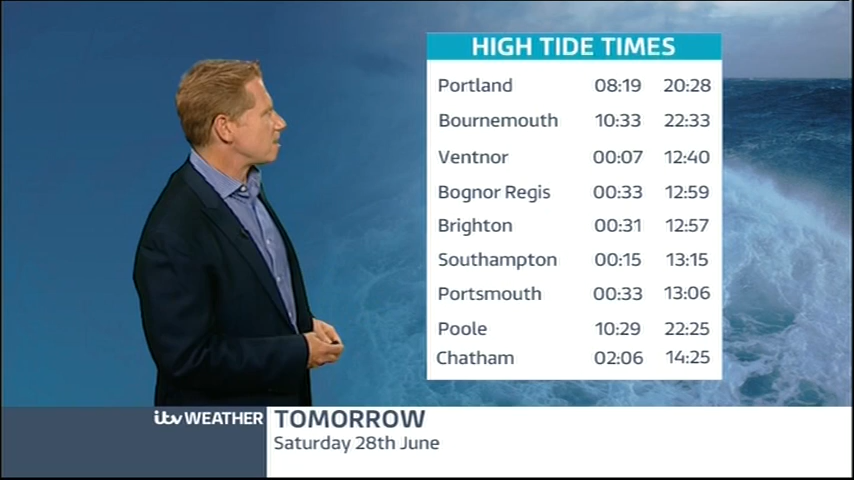 HIGH TIDE TIMES
Portland 08:19 20:28
Bournemouth 10:33 22:33
Ventnor 00:07 12:40
Bognor Regis 00:33 12:59
Brighton 00:31 12:57
Southampton 00:15 13:15
Portsmouth 00:33 13:06
Poole 10:29 22:25
Chatham 02:06 14:25
itv WEATHER TOMORROW
Saturday 28th June